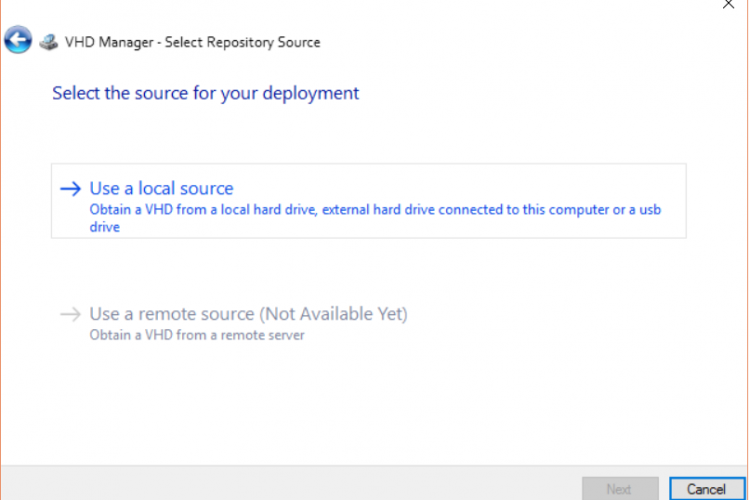 VHD Manager - Select Repository Source
Select the source for your deployment
Use a local source
Obtain a VHD from a local hard drive, external hard drive connected to this computer or a usb
drive
Use a remote source (Not Available Yet)
Obtain a VHD from a remote server
Next
Cancel